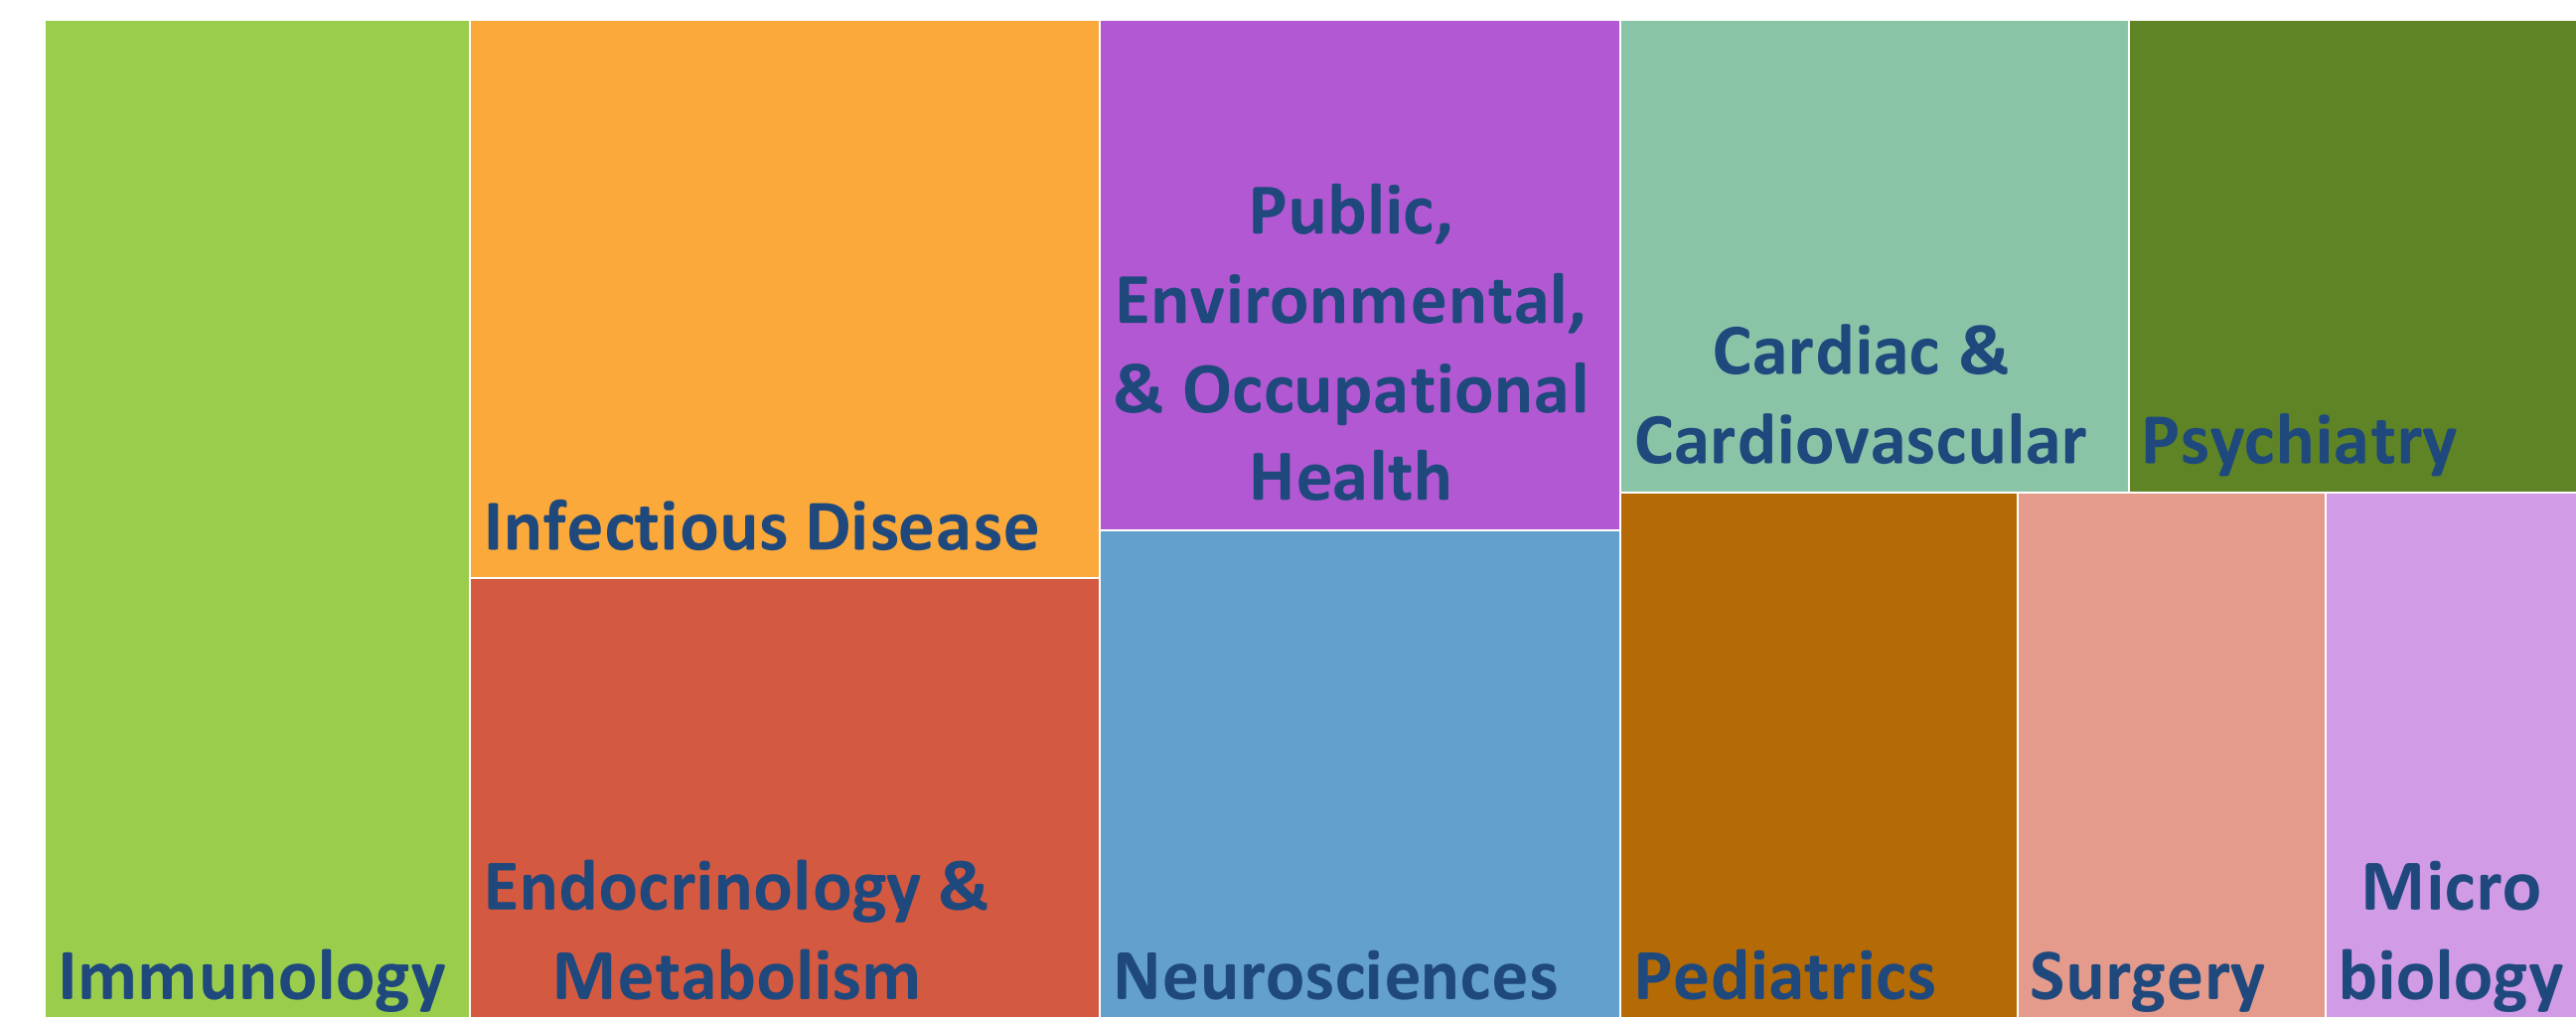 Immunology
Infectious Disease
Endocrinology &
Metabolism
Public,
Environmental,
& Occupational
Health
Neurosciences
Cardiac &
Cardiovascular
Psychiatry
Pediatrics
Surgery
Micro
biology